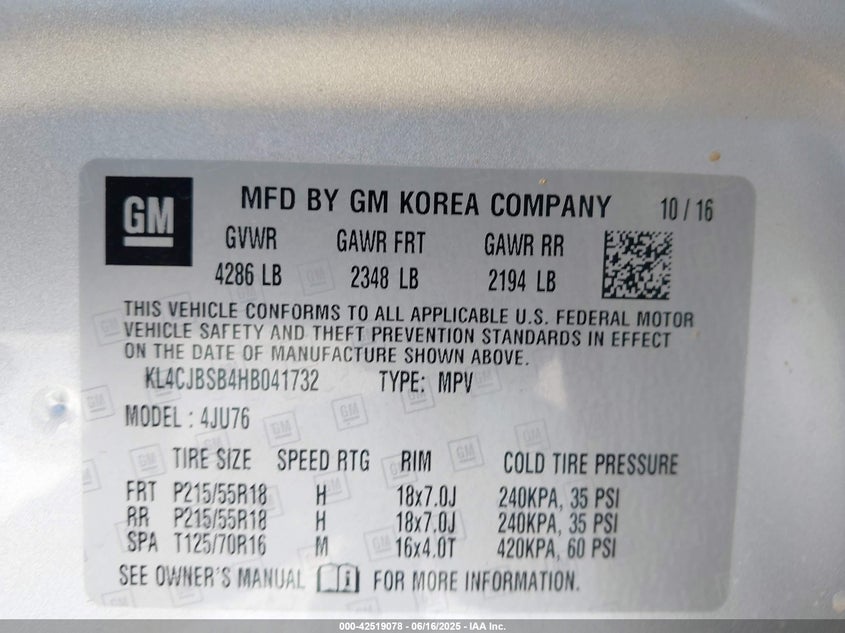 GM
MFD BY GM KOREA COMPANY 10 / 16
GVWR GAWR FRT GAWR RR
4286 LB 2348 LB 2194 LB
THIS VEHICLE CONFORMS TO ALL APPLICABLE U.S. FEDERAL MOTOR
VEHICLE SAFETY AND THEFT PREVENTION STANDARDS IN EFFECT
ON THE DATE OF MANUFACTURE SHOWN ABOVE.
KL4CJBSB4HB041732 TYPE: MPV
MODEL : 4JU76
TIRE SIZE SPEED RTG RIM COLD TIRE PRESSURE
FRT P215/55R18 H 18x7.0J 240KPA, 35 PSI
RR P215/55R18 H 18x7.0J 240KPA, 35 PSI
SPA T125/70R16 M 16x4.0T 420KPA, 60 PSI
SEE OWNER'S MANUAL FOR MORE INFORMATION.
000-42519078 - 06/16/2025 - IAA Inc.